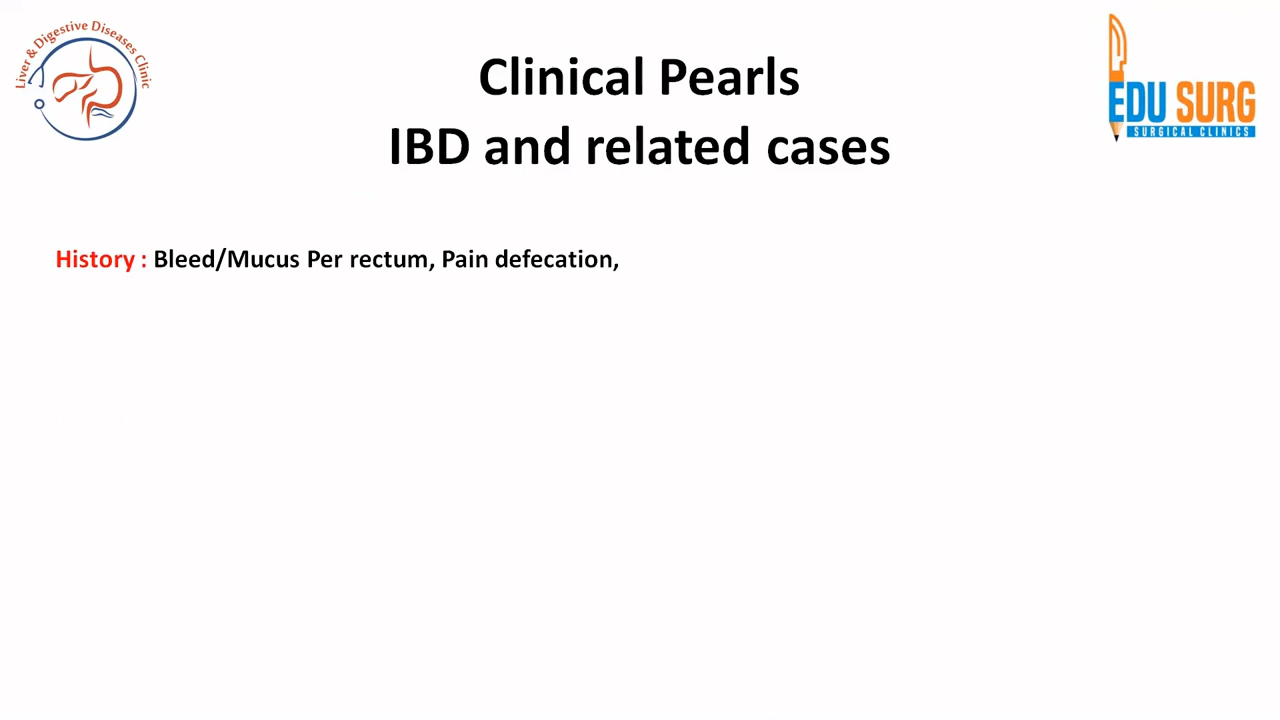 Liver & Digestive Diseases Clinic
Clinical Pearls
IBD and related cases
EDU SURG
SURGICAL CLINICS
History : Bleed/Mucus Per rectum, Pain defecation,